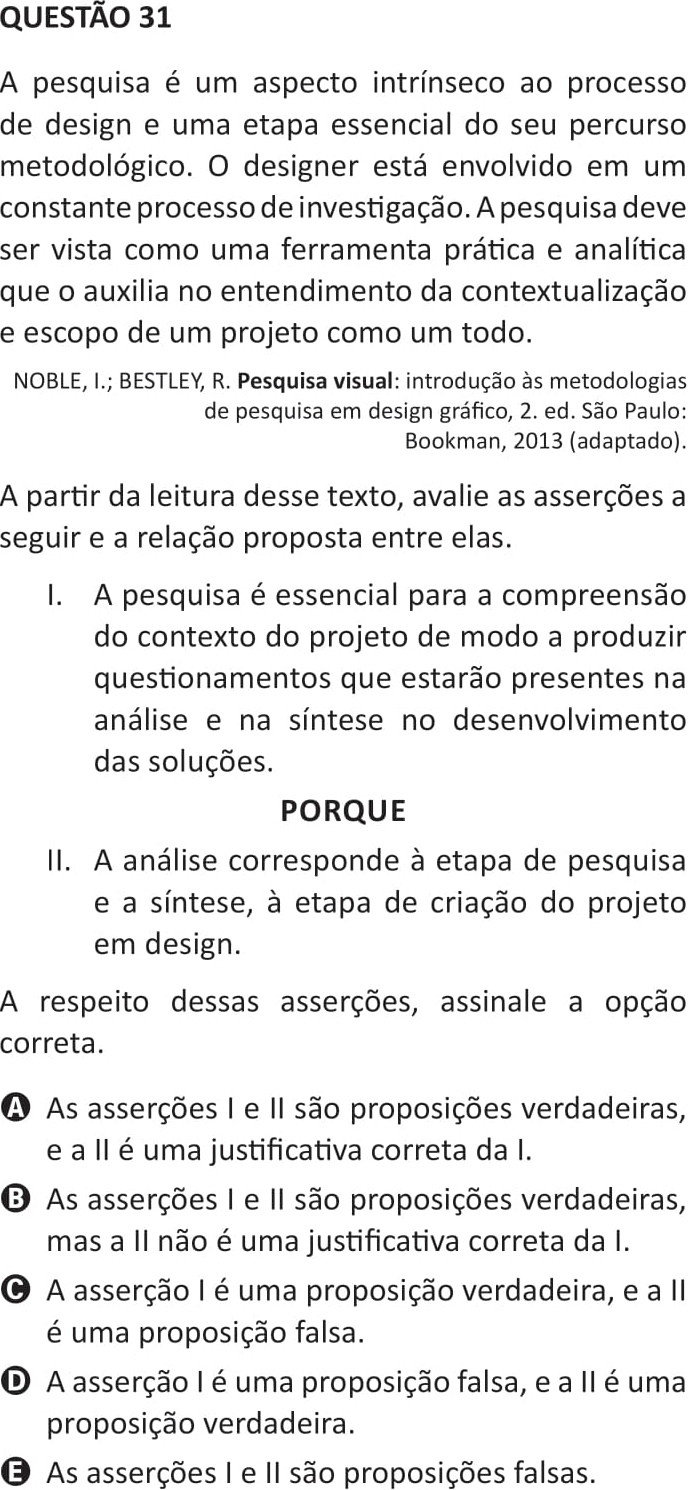 QUESTÃO 31
A pesquisa é um aspecto intrínseco ao processo
de design e uma etapa essencial do seu percurso
metodológico. O designer está envolvido em um
constante processo de investigação. A pesquisa deve
ser vista como uma ferramenta prática e analítica
que o auxilia no entendimento da contextualização
e escopo de um projeto como um todo.
NOBLE, I.; BESTLEY, R. Pesquisa visual: introdução às metodologias
de pesquisa em design gráfico, 2. ed. São Paulo:
Bookman, 2013 (adaptado).
A partir da leitura desse texto, avalie as asserções a
seguir e a relação proposta entre elas.
I. A pesquisa é essencial para a compreensão
do contexto do projeto de modo a produzir
questionamentos que estarão presentes na
análise e na síntese no desenvolvimento
das soluções.
PORQUE
II. A análise corresponde à etapa de pesquisa
e a síntese, à etapa de criação do projeto
em design.
A respeito dessas asserções, assinale a opção
correta.
A As asserções I e II são proposições verdadeiras,
e a II é uma justificativa correta da I.
B As asserções I e II são proposições verdadeiras,
mas a II não é uma justificativa correta da I.
C A asserção I é uma proposição verdadeira, e a II
é uma proposição falsa.
D A asserção I é uma proposição falsa, e a II é uma
proposição verdadeira.
E As asserções I e II são proposições falsas.